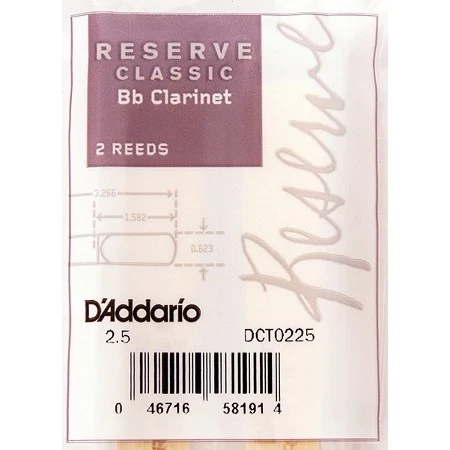 RESERVE
CLASSIC
Bb Clarinet
2 REEDS
Reserve
3.266
1.582
0.623
D'Addario
2.5 DCT0225
0 46716 58191 4